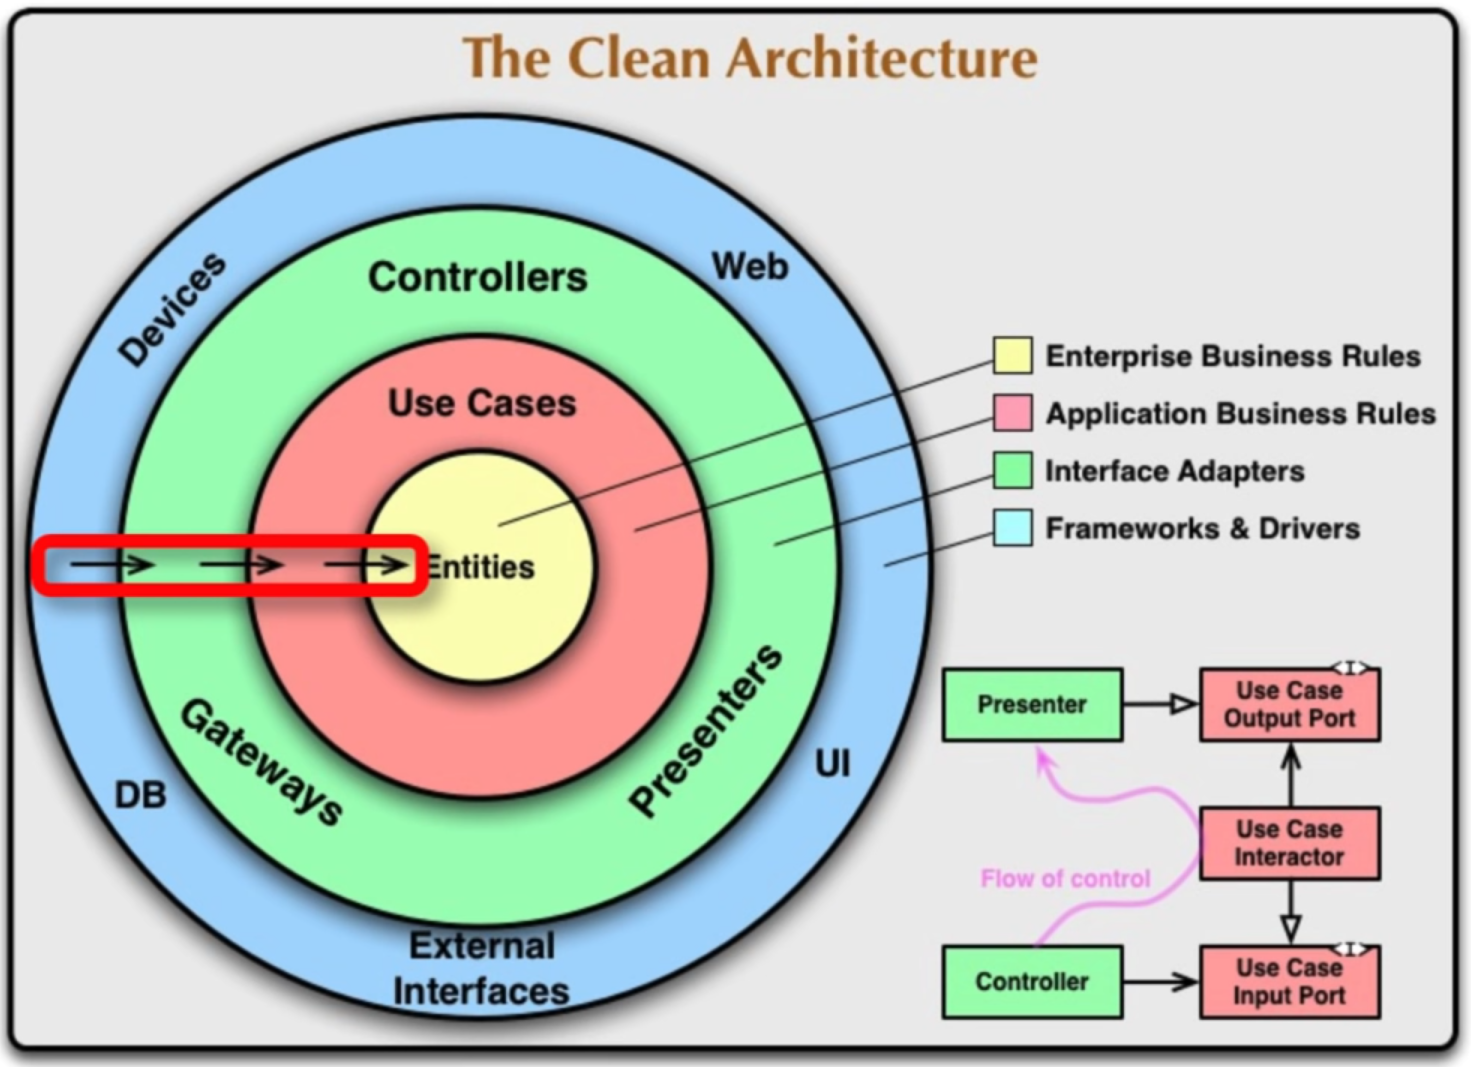 The Clean Architecture
Devices
Controllers
Web
Use Cases
Entities
Gateways
Presenters
DB
UI
External
Interfaces
Enterprise Business Rules
Application Business Rules
Interface Adapters
Frameworks & Drivers
Presenter
<I>
Use Case
Output Port
Use Case
Interactor
Flow of control
Controller
<I>
Use Case
Input Port